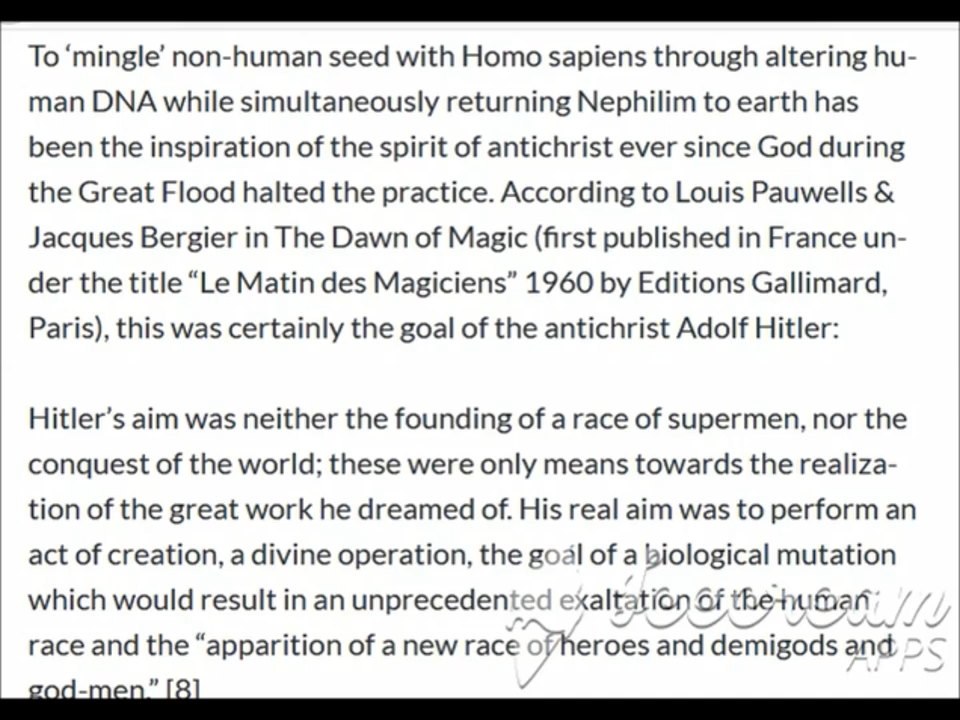 To ‘mingle’ non-human seed with Homo sapiens through altering hu-
man DNA while simultaneously returning Nephilim to earth has
been the inspiration of the spirit of antichrist ever since God during
the Great Flood halted the practice. According to Louis Pauwells &
Jacques Bergier in The Dawn of Magic (first published in France un-
der the title “Le Matin des Magiciens” 1960 by Editions Gallimard,
Paris), this was certainly the goal of the antichrist Adolf Hitler:
Hitler’s aim was neither the founding of a race of supermen, nor the
conquest of the world; these were only means towards the realiza-
tion of the great work he dreamed of. His real aim was to perform an
act of creation, a divine operation, the goal of a biological mutation
which would result in an unprecedented exaltation of the human
race and the “apparition of a new race of heroes and demigods and
god-men.” [8]
APPS